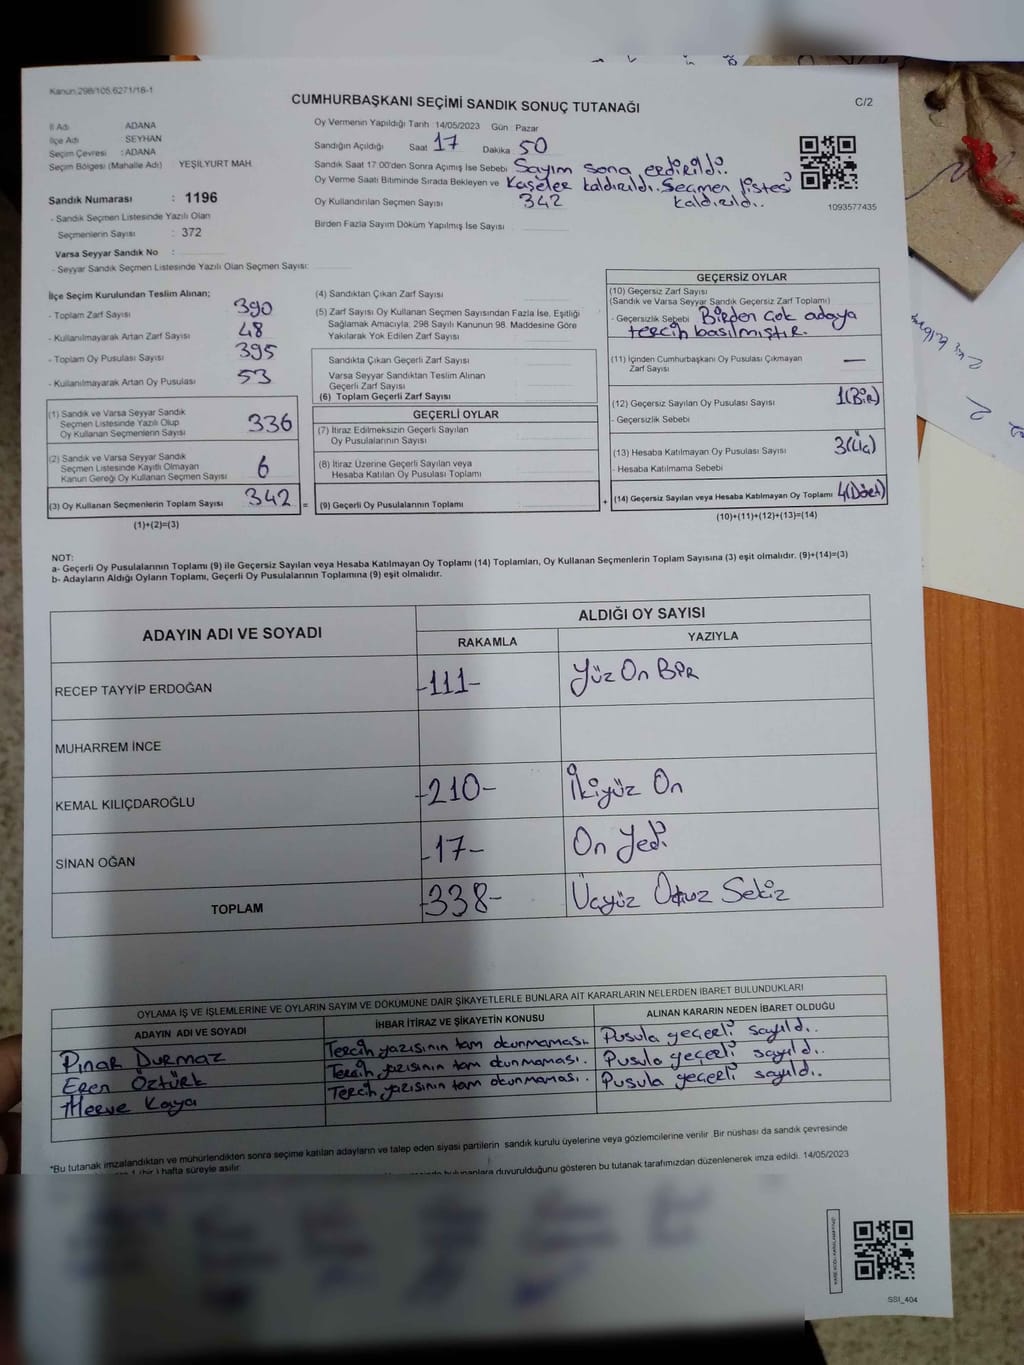 Kanun.298/105.6271/18-1
CUMHURBAŞKANI SEÇİMİ SANDIK SONUÇ TUTANAĞI
C/2
İl Adı : ADANA
İlçe Adı : SEYHAN
Seçim Çevresi : ADANA
Seçim Bölgesi (Mahalle Adı) : YEŞİLYURT MAH.
Sandık Numarası : 1196
- Sandık Seçmen Listesinde Yazılı Olan
Seçmenlerin Sayısı : 372
Varsa Seyyar Sandık No :
- Seyyar Sandık Seçmen Listesinde Yazılı Olan Seçmen Sayısı:
Oy Vermenin Yapıldığı Tarih 14/05/2023 Gün Pazar
Sandığın Açıldığı Saat 17 Dakika 50
Sandık Saat 17:00'den Sonra Açımış İse Sebebi Sayım sona erdirildi.
Oy Verme Saati Bitiminde Sırada Bekleyen ve Kaşeler kaldırıldı. Seçmen listesi
Oy Kullandırılan Seçmen Sayısı 342 kaldırıldı.
Birden Fazla Sayım Döküm Yapılmış İse Sayısı
1093577435
İlçe Seçim Kurulundan Teslim Alınan;
- Toplam Zarf Sayısı 390
- Kullanılmayarak Artan Zarf Sayısı 48
- Toplam Oy Pusulası Sayısı 395
- Kullanılmayarak Artan Oy Pusulası 53
(1) Sandık ve Varsa Seyyar Sandık
Seçmen Listesinde Yazılı Olup
Oy Kullanan Seçmenlerin Sayısı 336
(2) Sandık ve Varsa Seyyar Sandık
Seçmen Listesinde Kayıtlı Olmayan
Kanun Gereği Oy Kullanan Seçmen Sayısı 6
(3) Oy Kullanan Seçmenlerin Toplam Sayısı 342 =
(1)+(2)=(3)
(4) Sandıktan Çıkan Zarf Sayısı
(5) Zarf Sayısı Oy Kullanan Seçmen Sayısından Fazla İse, Eşitliği
Sağlamak Amacıyla, 298 Sayılı Kanunun 98. Maddesine Göre
Yakılarak Yok Edilen Zarf Sayısı
Sandıkta Çıkan Geçerli Zarf Sayısı
Varsa Seyyar Sandıktan Teslim Alınan
Geçerli Zarf Sayısı
(6) Toplam Geçerli Zarf Sayısı
GEÇERLİ OYLAR
(7) İtiraz Edilmeksizin Geçerli Sayılan
Oy Pusulalarının Sayısı
(8) İtiraz Üzerine Geçerli Sayılan veya
Hesaba Katılan Oy Pusulası Toplamı
(9) Geçerli Oy Pusulalarının Toplamı +
GEÇERSİZ OYLAR
(10) Geçersiz Zarf Sayısı
(Sandık ve Varsa Seyyar Sandık Geçersiz Zarf Toplamı)
- Geçersizlik Sebebi Birden çok adaya
tercih basılmıştır.
(11) İçinden Cumhurbaşkanı Oy Pusulası Çıkmayan
Zarf Sayısı —
(12) Geçersiz Sayılan Oy Pusulası Sayısı 1(Bir)
- Geçersizlik Sebebi
(13) Hesaba Katılmayan Oy Pusulası Sayısı 3(Üç)
- Hesaba Katılmama Sebebi
(14) Geçersiz Sayılan veya Hesaba Katılmayan Oy Toplamı 4(Dört)
(10)+(11)+(12)+(13)=(14)
NOT:
a- Geçerli Oy Pusulalarının Toplamı (9) ile Geçersiz Sayılan veya Hesaba Katılmayan Oy Toplamı (14) Toplamları, Oy Kullanan Seçmenlerin Toplam Sayısına (3) eşit olmalıdır. (9)+(14)=(3)
b- Adayların Aldığı Oyların Toplamı, Geçerli Oy Pusulalarının Toplamına (9) eşit olmalıdır.
ADAYIN ADI VE SOYADI
ALDIĞI OY SAYISI
RAKAMLA YAZIYLA
RECEP TAYYİP ERDOĞAN -111- Yüz On Bir
MUHARREM İNCE
KEMAL KILIÇDAROĞLU -210- İkiyüz On
SİNAN OĞAN -17- On Yedi
TOPLAM -338- Üçyüz Otuz Sekiz
OYLAMA İŞ VE İŞLEMLERİNE VE OYLARIN SAYIM VE DÖKÜMÜNE DAİR ŞİKAYETLERLE BUNLARA AİT KARARLARIN NELERDEN İBARET BULUNDUKLARI
ADAYIN ADI VE SOYADI İHBAR İTİRAZ VE ŞİKAYETİN KONUSU ALINAN KARARIN NEDEN İBARET OLDUĞU
Pınar Durmaz Tercih yazısının tam okunmaması. Pusula geçerli sayıldı.
Eren Öztürk Tercih yazısının tam okunmaması. Pusula geçerli sayıldı.
Merve Kaya Tercih yazısının tam okunmaması. Pusula geçerli sayıldı.
*Bu tutanak imzalandıktan ve mühürlendikten sonra seçime katılan adayların ve talep eden siyasi partilerin sandık kurulu üyelerine veya gözlemcilerine verilir .Bir nüshası da sandık çevresinde
1 (bir ) hafta süreyle asılır.
bulunanlara duyurulduğunu gösteren bu tutanak tarafımızdan düzenlenerek imza edildi. 14/05/2023
SSI_404